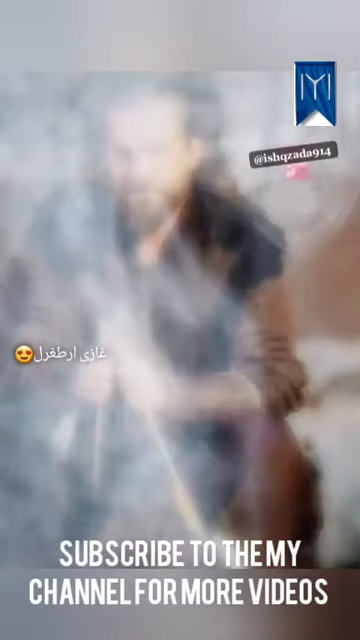 @ishqzada914
غازی ارطغرل😍
SUBSCRIBE TO THE MY
CHANNEL FOR MORE VIDEOS